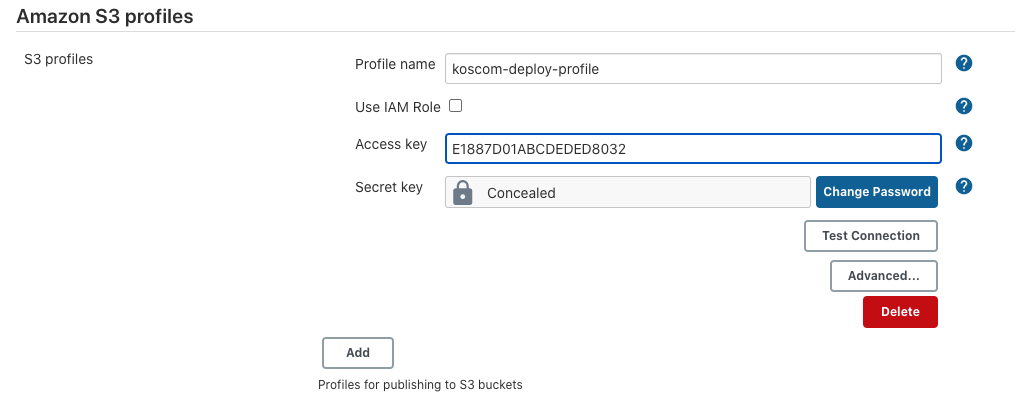 Amazon S3 profiles
S3 profiles
Profile name
koscom-deploy-profile
?
Use IAM Role
?
Access key
E1887D01ABCDEDED8032
?
Secret key
Concealed
Change Password
?
Test Connection
Advanced...
Delete
Add
Profiles for publishing to S3 buckets